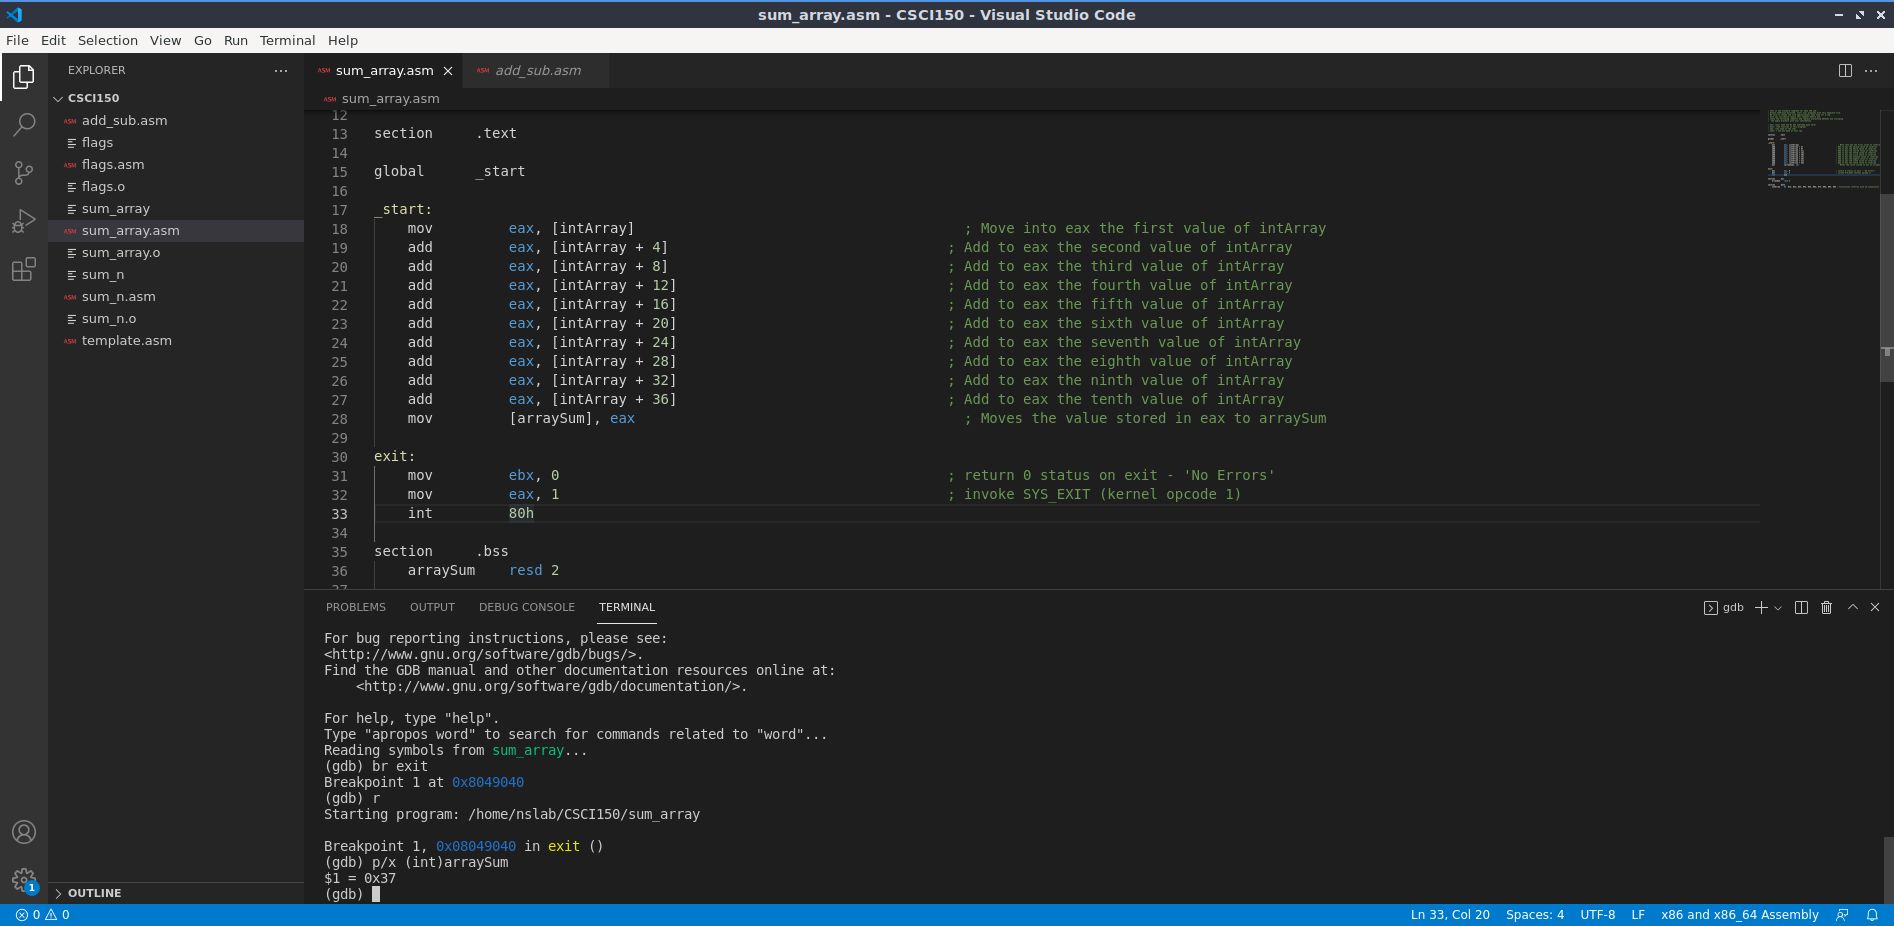 sum_array.asm - CSCI150 - Visual Studio Code
File Edit Selection View Go Run Terminal Help
EXPLORER
CSCI150
ASM add_sub.asm
flags
ASM flags.asm
flags.o
sum_array
ASM sum_array.asm
sum_array.o
sum_n
ASM sum_n.asm
sum_n.o
ASM template.asm
OUTLINE
ASM sum_array.asm
ASM add_sub.asm
ASM sum_array.asm
12
13 section .text
14
15 global _start
16
17 _start:
18 mov eax, [intArray] ; Move into eax the first value of intArray
19 add eax, [intArray + 4] ; Add to eax the second value of intArray
20 add eax, [intArray + 8] ; Add to eax the third value of intArray
21 add eax, [intArray + 12] ; Add to eax the fourth value of intArray
22 add eax, [intArray + 16] ; Add to eax the fifth value of intArray
23 add eax, [intArray + 20] ; Add to eax the sixth value of intArray
24 add eax, [intArray + 24] ; Add to eax the seventh value of intArray
25 add eax, [intArray + 28] ; Add to eax the eighth value of intArray
26 add eax, [intArray + 32] ; Add to eax the ninth value of intArray
27 add eax, [intArray + 36] ; Add to eax the tenth value of intArray
28 mov [arraySum], eax ; Moves the value stored in eax to arraySum
29
30 exit:
31 mov ebx, 0 ; return 0 status on exit - 'No Errors'
32 mov eax, 1 ; invoke SYS_EXIT (kernel opcode 1)
33 int 80h
34
35 section .bss
36 arraySum resd 2
37
PROBLEMS OUTPUT DEBUG CONSOLE TERMINAL
gdb
For bug reporting instructions, please see:
<http://www.gnu.org/software/gdb/bugs/>.
Find the GDB manual and other documentation resources online at:
<http://www.gnu.org/software/gdb/documentation/>.
For help, type "help".
Type "apropos word" to search for commands related to "word"...
Reading symbols from sum_array...
(gdb) br exit
Breakpoint 1 at 0x8049040
(gdb) r
Starting program: /home/nslab/CSCI150/sum_array
Breakpoint 1, 0x08049040 in exit ()
(gdb) p/x (int)arraySum
$1 = 0x37
(gdb)
1
0 0
Ln 33, Col 20 Spaces: 4 UTF-8 LF x86 and x86_64 Assembly